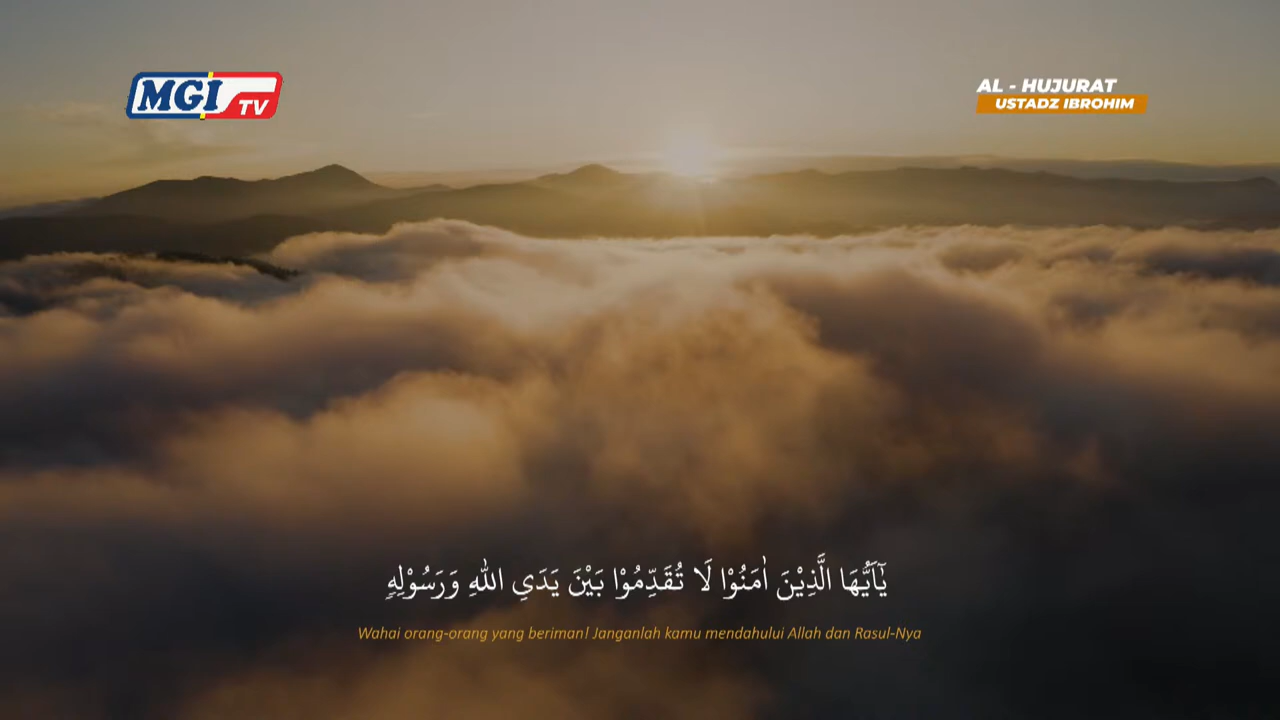 MGI TV
AL - HUJURAT
USTADZ IBROHIM
يٰٓاَيُّهَا الَّذِيْنَ اٰمَنُوْا لَا تُقَدِّمُوْا بَيْنَ يَدَيِ اللّٰهِ وَرَسُوْلِهٖ
Wahai orang-orang yang beriman! Janganlah kamu mendahului Allah dan Rasul-Nya